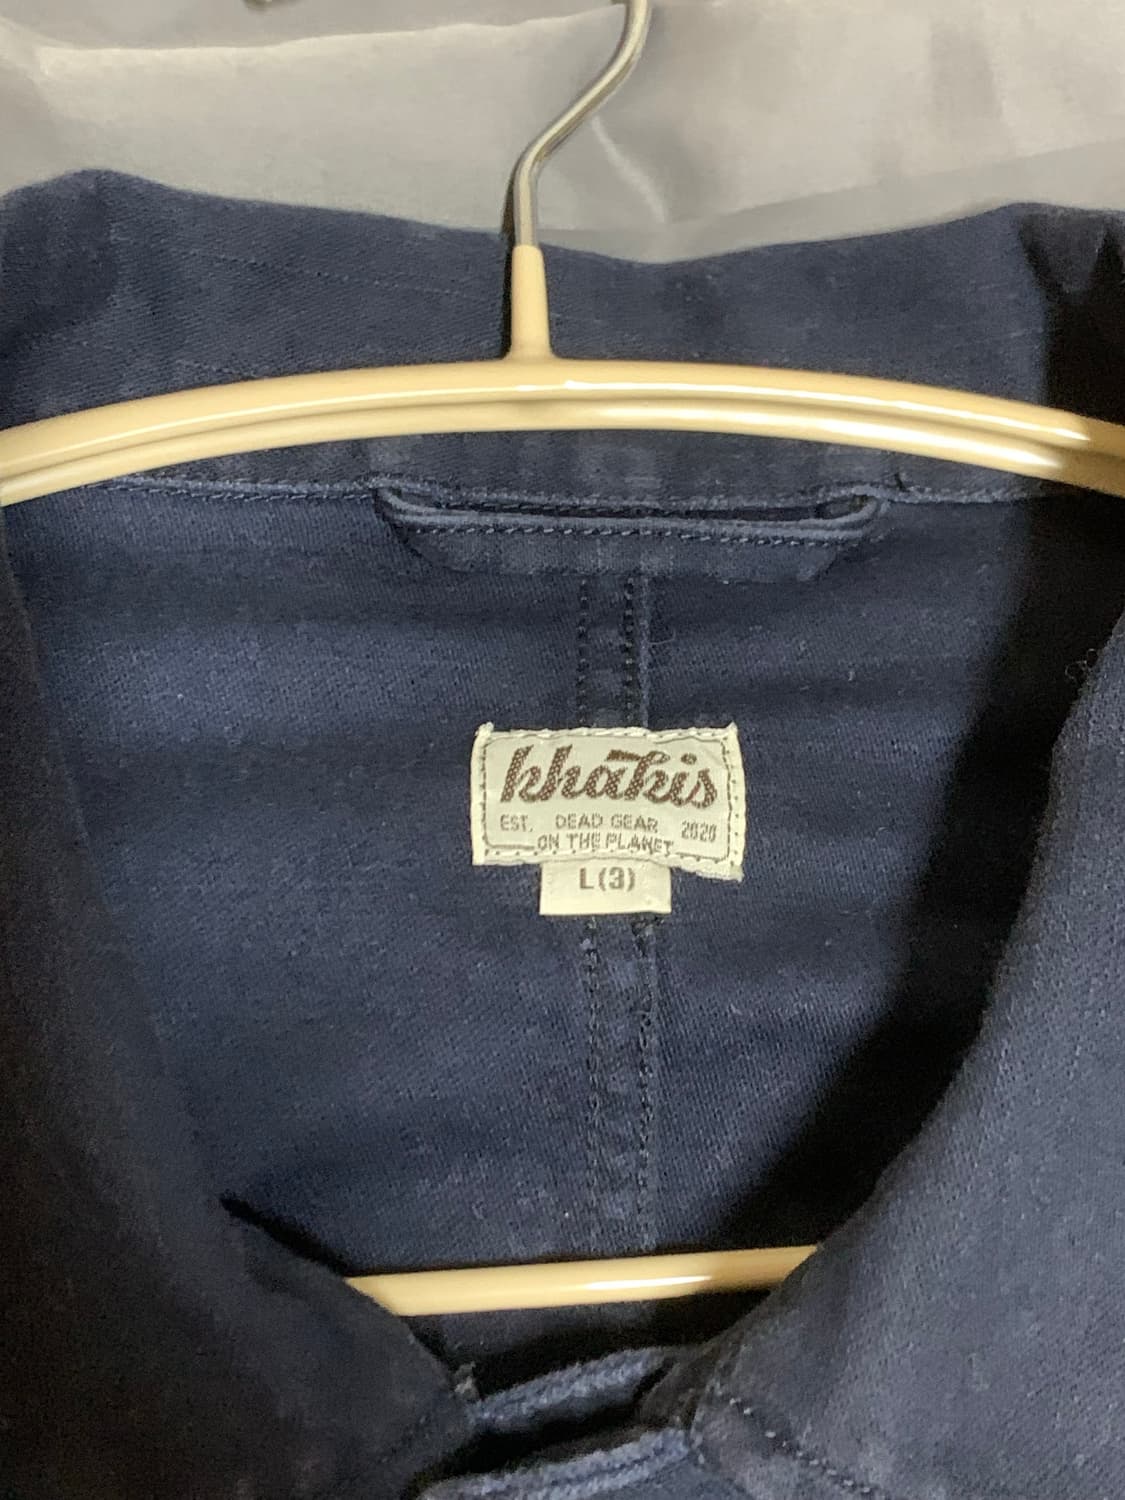 khakis
EST. DEAD GEAR 2020
ON THE PLANET
L(3)